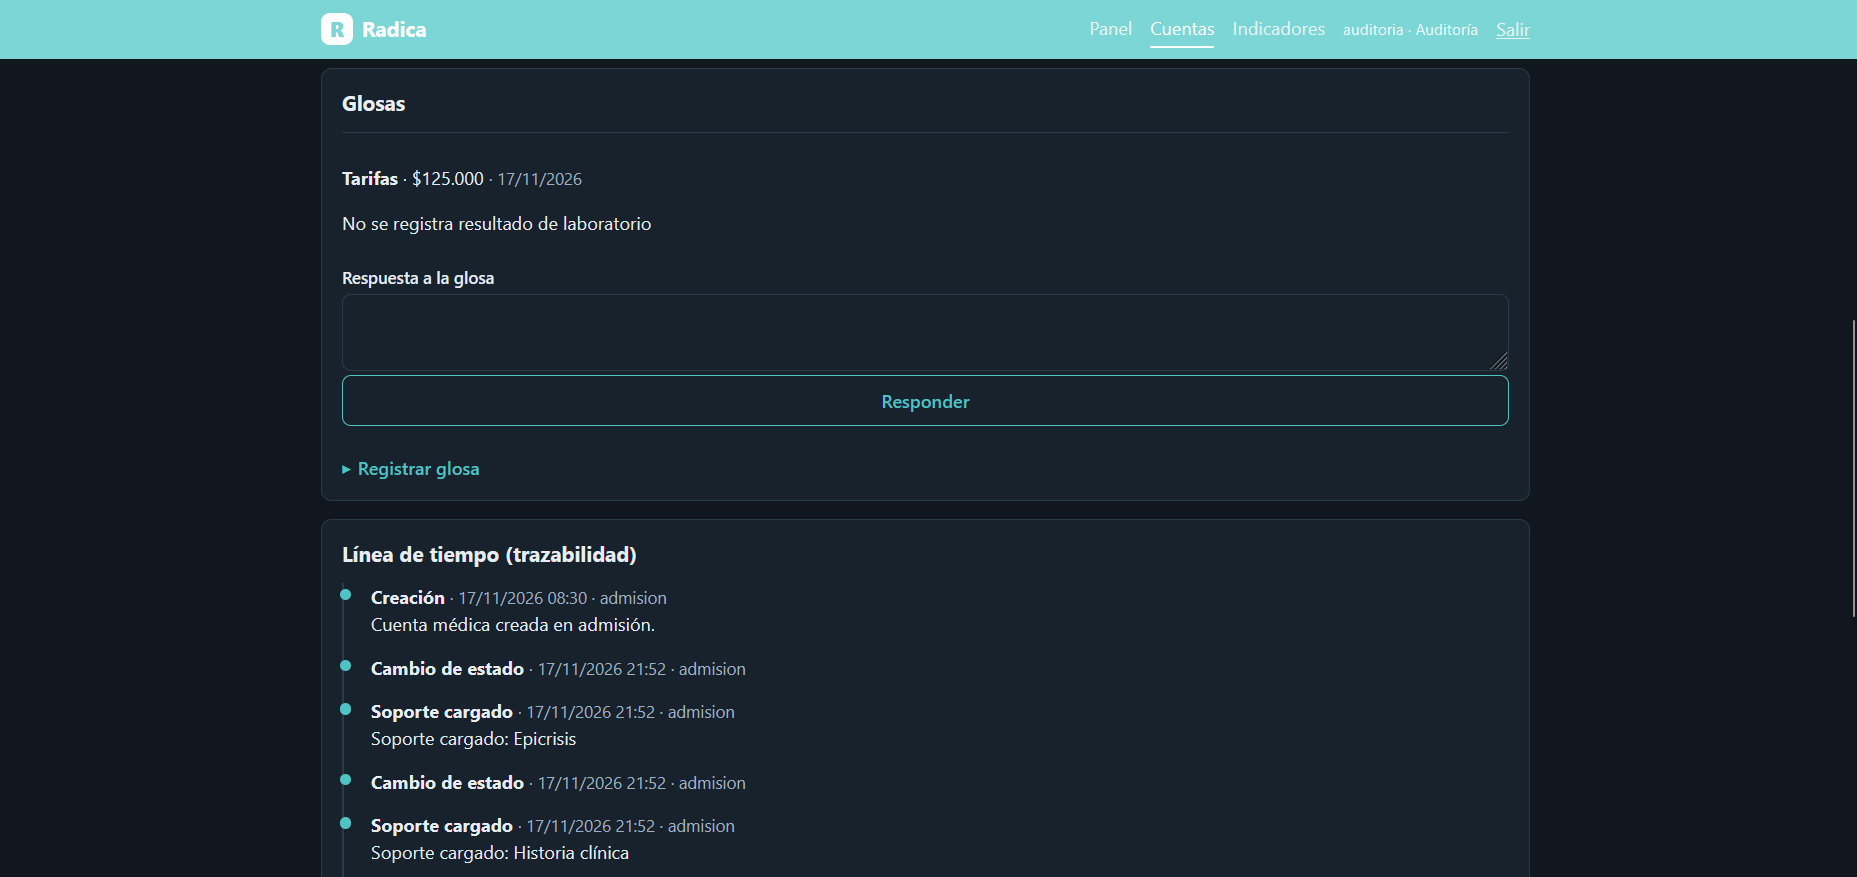 R Radica
Panel Cuentas Indicadores auditoria · Auditoría Salir
Glosas
Tarifas · $125.000 · 17/11/2026
No se registra resultado de laboratorio
Respuesta a la glosa
Responder
▸ Registrar glosa
Línea de tiempo (trazabilidad)
Creación · 17/11/2026 08:30 · admision
Cuenta médica creada en admisión.
Cambio de estado · 17/11/2026 21:52 · admision
Soporte cargado · 17/11/2026 21:52 · admision
Soporte cargado: Epicrisis
Cambio de estado · 17/11/2026 21:52 · admision
Soporte cargado · 17/11/2026 21:52 · admision
Soporte cargado: Historia clínica